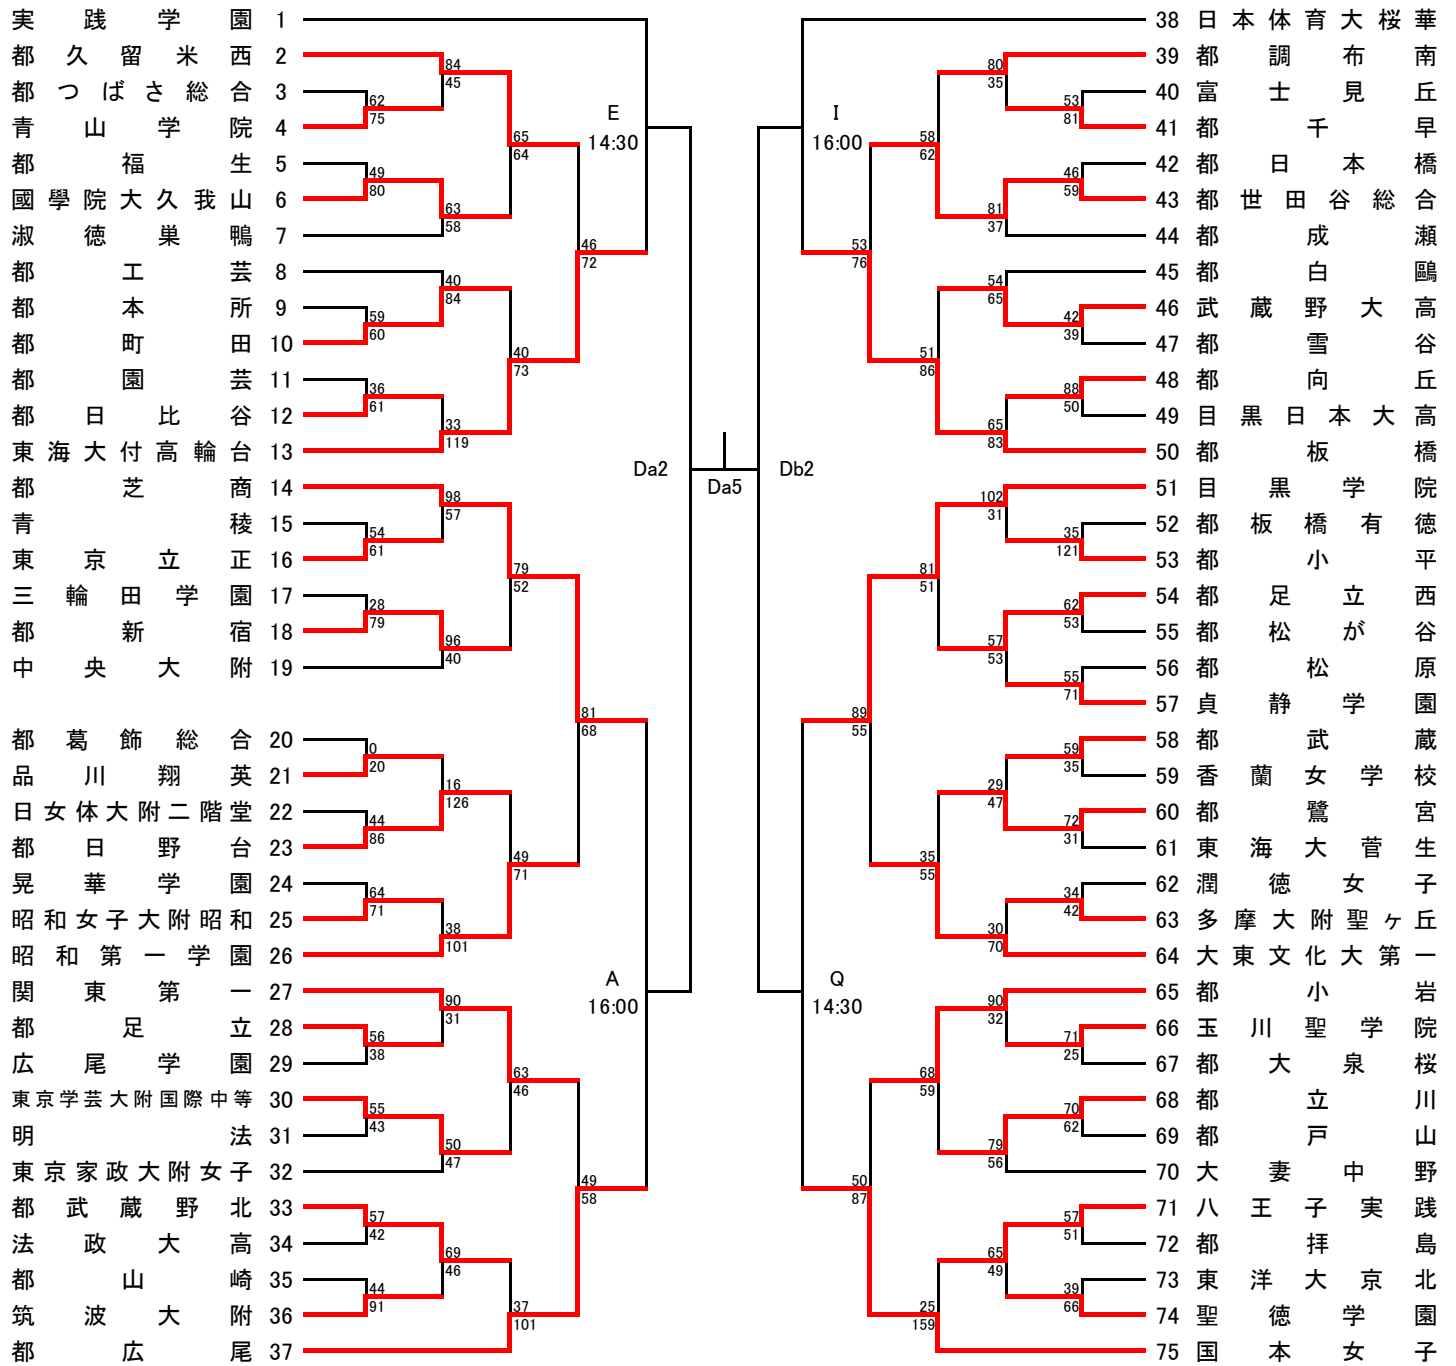 実践学園 1
都久留米西 2
都つばさ総合 3
青山学院 4
都福生 5
國學院大久我山 6
淑徳巣鴨 7
都工芸 8
都本所 9
都町田 10
都園芸 11
都日比谷 12
東海大付高輪台 13
都芝商 14
青稜 15
東京立正 16
三輪田学園 17
都新宿 18
中央大附 19
都葛飾総合 20
品川翔英 21
日女体大附二階堂 22
都日野台 23
晃華学園 24
昭和女子大附昭和 25
昭和第一学園 26
関東第一 27
都足立 28
広尾学園 29
東京学芸大附国際中等 30
明法 31
東京家政大附女子 32
都武蔵野北 33
法政大高 34
都山崎 35
筑波大附 36
都広尾 37
62
75
49
80
59
60
36
61
54
61
28
79
0
20
44
86
64
71
56
38
55
43
57
42
44
91
84
45
63
58
40
84
33
119
98
57
96
40
16
126
38
101
90
31
50
47
69
46
65
64
40
73
79
52
49
71
63
46
37
101
46
72
81
68
49
58
E
14:30
A
16:00
Da2
Da5
Db2
I
16:00
Q
14:30
53
76
89
55
50
87
58
62
51
86
81
51
35
55
68
59
25
159
80
35
81
37
54
65
65
83
102
31
57
53
29
47
30
70
90
32
79
56
65
49
53
81
46
59
42
39
88
50
35
121
62
53
55
71
59
35
72
31
34
42
71
25
70
62
57
51
39
66
38 日本体育大桜華
39 都調布南
40 富士見丘
41 都千早
42 都日本橋
43 都世田谷総合
44 都成瀬
45 都白鷗
46 武蔵野大高
47 都雪谷
48 都向丘
49 目黒日本大高
50 都板橋
51 目黒学院
52 都板橋有徳
53 都小平
54 都足立西
55 都松が谷
56 都松原
57 貞静学園
58 都武蔵
59 香蘭女学校
60 都鷺宮
61 東海大菅生
62 潤徳女子
63 多摩大附聖ヶ丘
64 大東文化大第一
65 都小岩
66 玉川聖学院
67 都大泉桜
68 都立川
69 都戸山
70 大妻中野
71 八王子実践
72 都拝島
73 東洋大京北
74 聖徳学園
75 国本女子